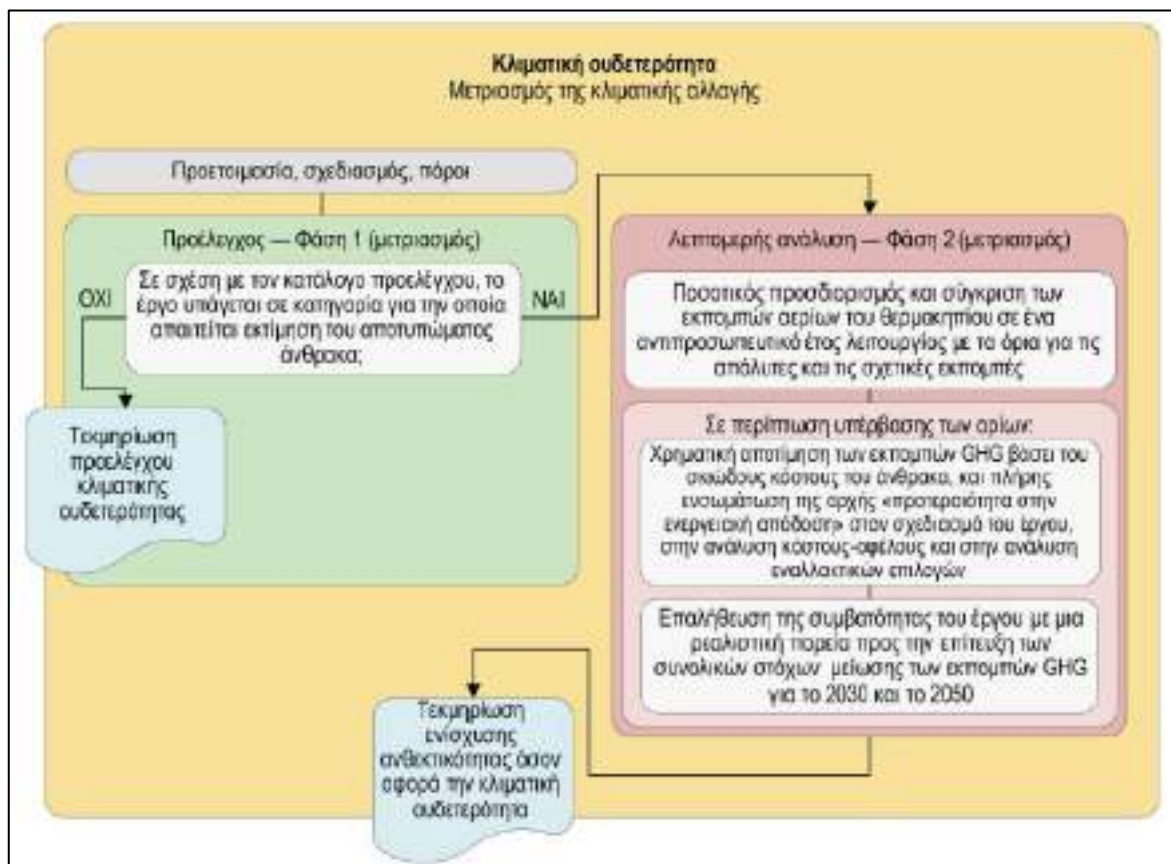 Κλιματική ουδετερότητα
Μετριασμός της κλιματικής αλλαγής
Προετοιμασία, σχεδιασμός, πόροι
Προέλεγχος — Φάση 1 (μετριασμός)
Σε σχέση με τον κατάλογο προελέγχου, το
έργο υπάγεται σε κατηγορία για την οποία
απαιτείται εκτίμηση του αποτυπώματος
άνθρακα;
ΟΧΙ
ΝΑΙ
Τεκμηρίωση
προελέγχου
κλιματικής
ουδετερότητας
Λεπτομερής ανάλυση — Φάση 2 (μετριασμός)
Ποσοτικός προσδιορισμός και σύγκριση των
εκπομπών αερίων του θερμοκηπίου σε ένα
αντιπροσωπευτικό έτος λειτουργίας με τα όρια για τις
απόλυτες και τις σχετικές εκπομπές
Σε περίπτωση υπέρβασης των ορίων:
Χρηματική αποτίμηση των εκπομπών GHG βάσει του
σκιώδους κόστους του άνθρακα, και πλήρης
ενσωμάτωση της αρχής «προτεραιότητα στην
ενεργειακή απόδοση» στον σχεδιασμό του έργου,
στην ανάλυση κόστους-οφέλους και στην ανάλυση
εναλλακτικών επιλογών
Επαλήθευση της συμβατότητας του έργου με μια
ρεαλιστική πορεία προς την επίτευξη των
συνολικών στόχων μείωσης των εκπομπών GHG
για το 2030 και το 2050
Τεκμηρίωση
ενίσχυσης
ανθεκτικότητας όσον
αφορά την κλιματική
ουδετερότητα